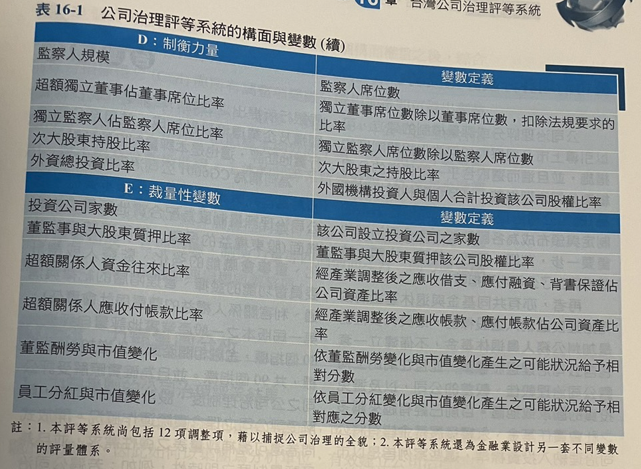 16 章 台灣公司治理評等系統
表 16-1 公司治理評等系統的構面與變數 (續)
D：制衡力量 變數定義
監察人規模 監察人席位數
超額獨立董事佔董事席位比率 獨立董事席位數除以董事席位數，扣除法規要求的
比率
獨立監察人佔監察人席位比率 獨立監察人席位數除以監察人席位數
次大股東持股比率 次大股東之持股比率
外資總投資比率 外國機構投資人與個人合計投資該公司股權比率
E：裁量性變數 變數定義
投資公司家數 該公司設立投資公司之家數
董監事與大股東質押比率 董監事與大股東質押該公司股權比率
超額關係人資金往來比率 經產業調整後之應收借支、應付融資、背書保證佔
公司資產比率
超額關係人應收付帳款比率 經產業調整後之應收帳款、應付帳款佔公司資產比
率
董監酬勞與市值變化 依董監酬勞變化與市值變化產生之可能狀況給予相
對分數
員工分紅與市值變化 依員工分紅變化與市值變化產生之可能狀況給予相
對應之分數
註：1. 本評等系統尚包括 12 項調整項，藉以捕捉公司治理的全貌；2. 本評等系統還為金融業設計另一套不同變數
的評量體系。